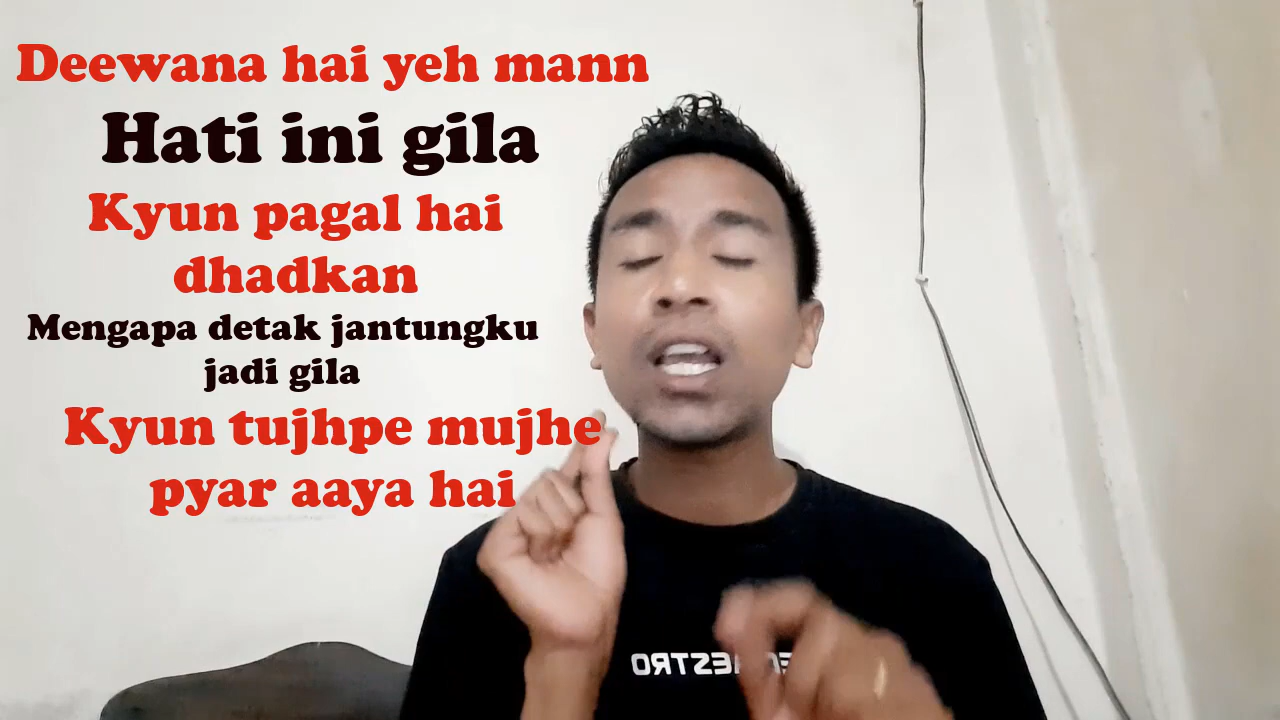 Deewana hai yeh mann
Hati ini gila
Kyun pagal hai
dhadkan
Mengapa detak jantungku
jadi gila
Kyun tujhpe mujhe
pyar aaya hai